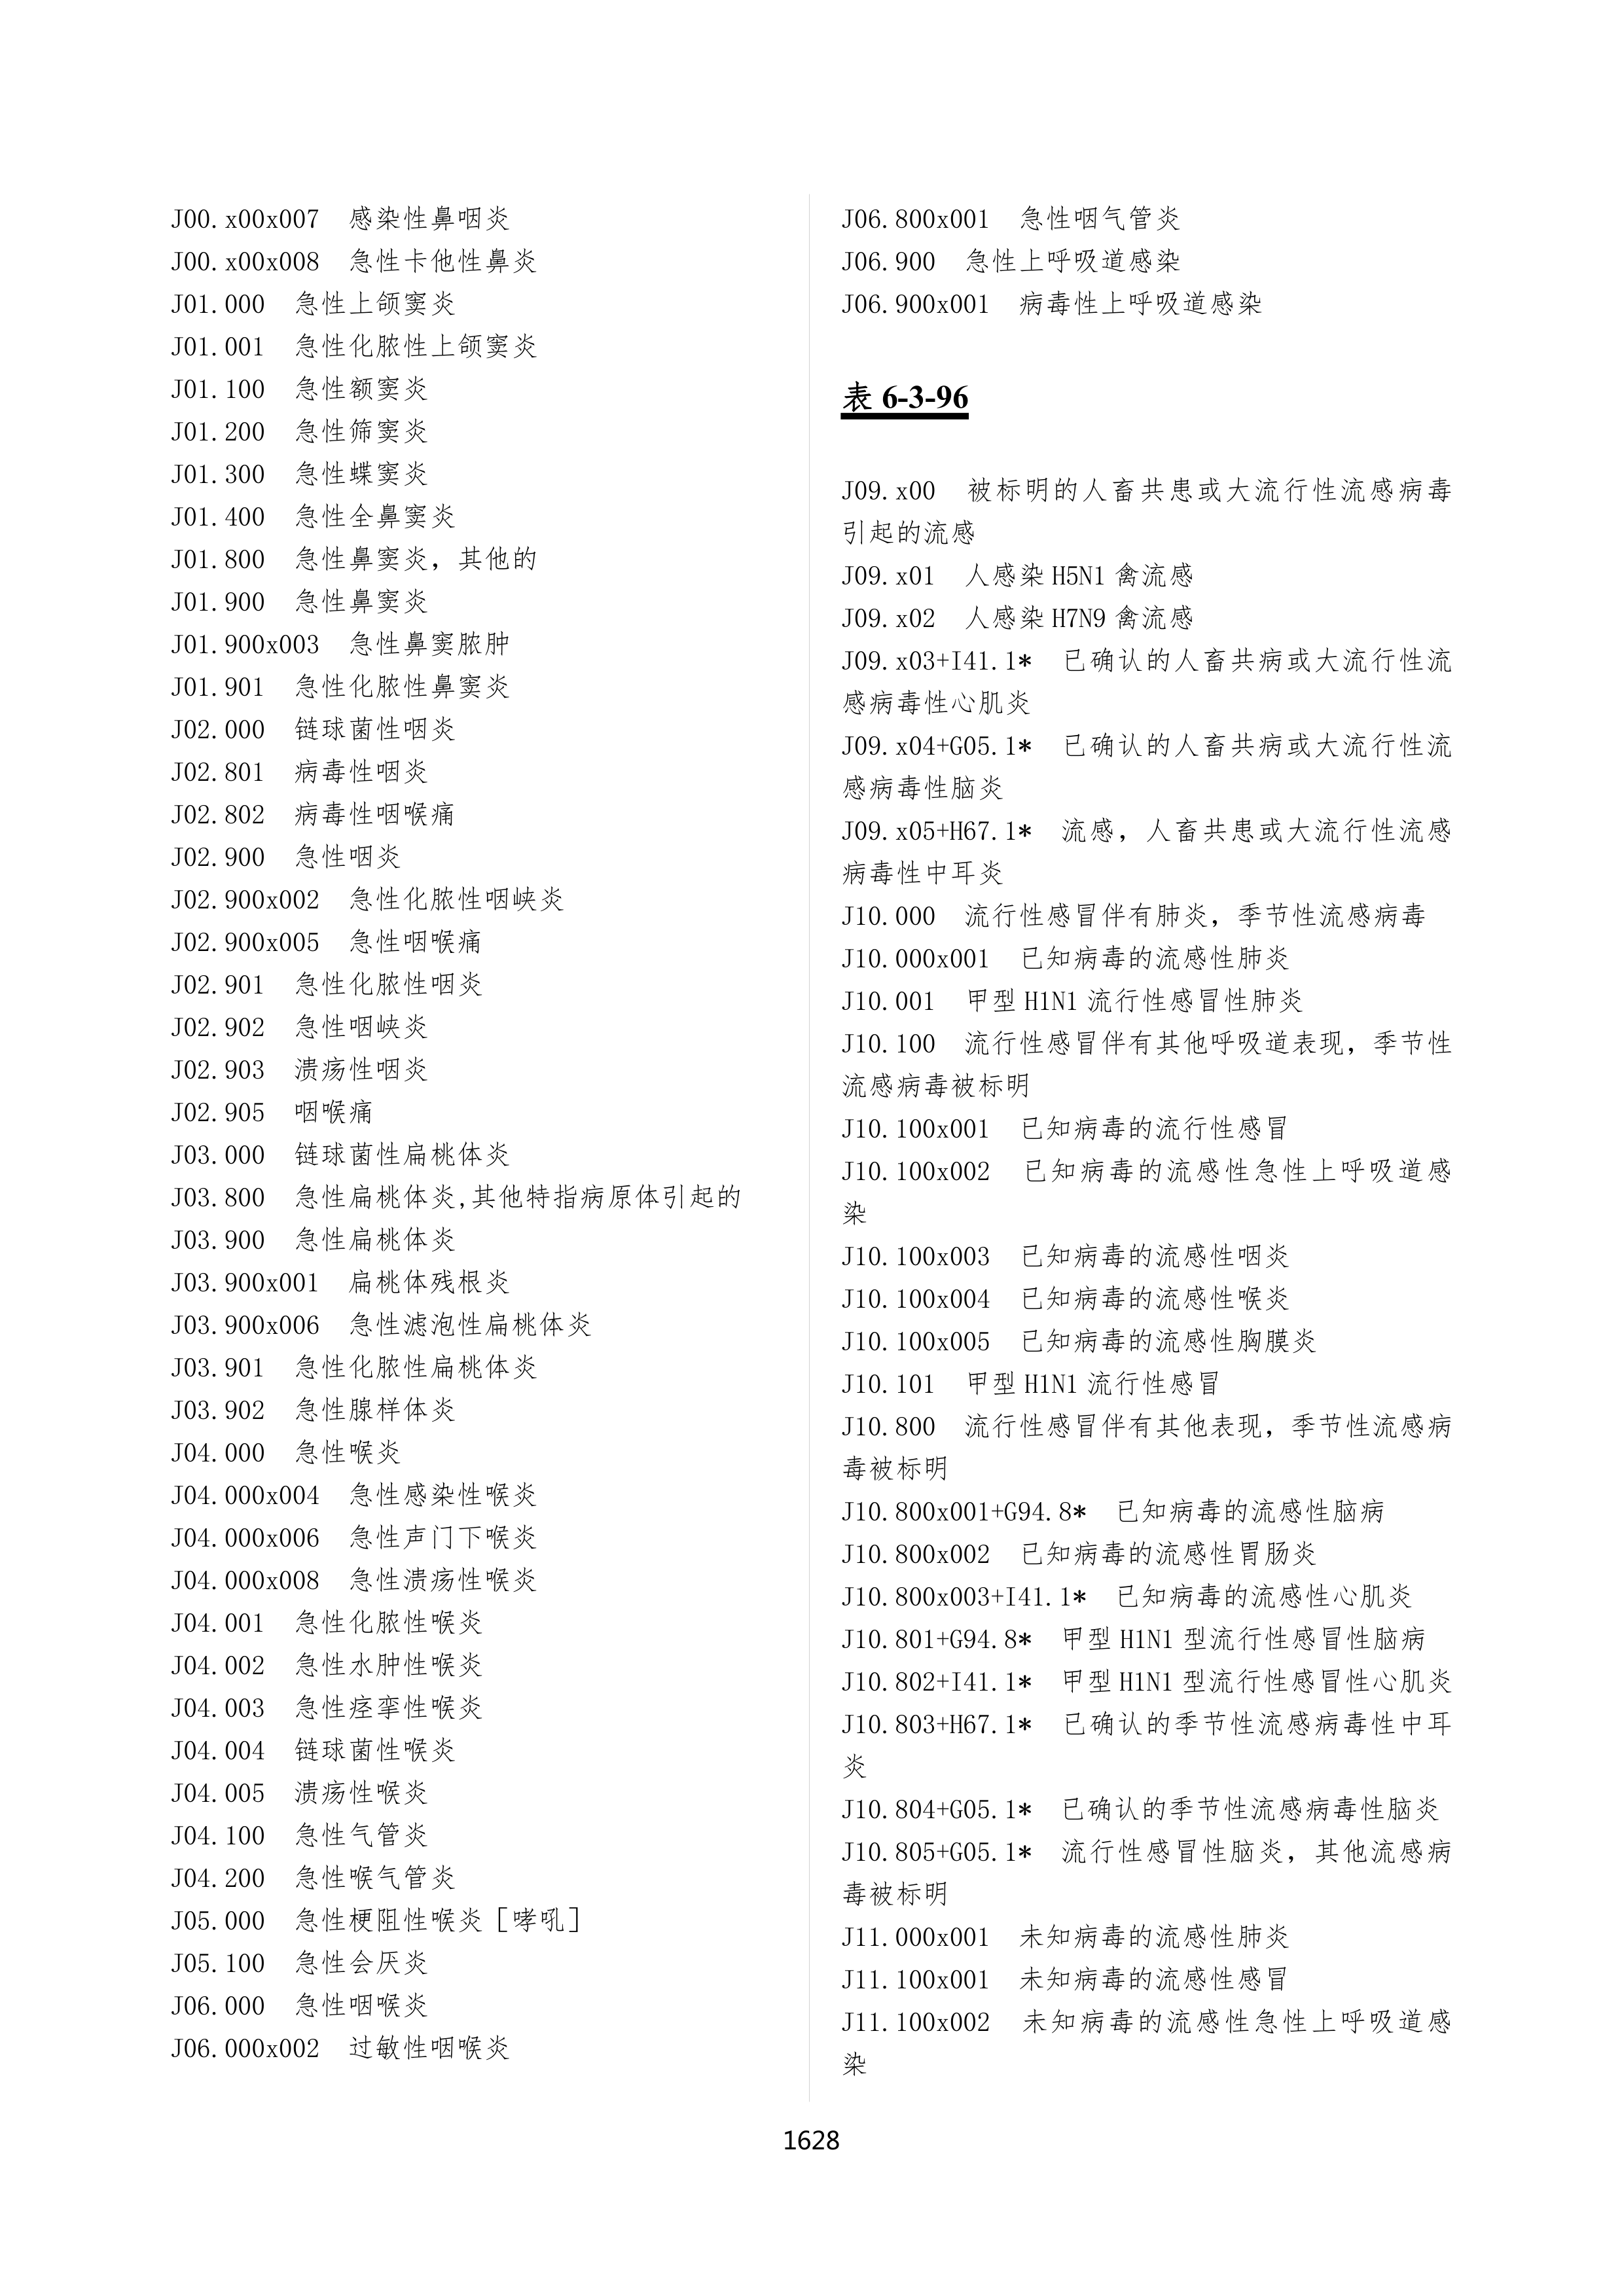 J00.x00x007 感染性鼻咽炎
J00.x00x008 急性卡他性鼻炎
J01.000 急性上颌窦炎
J01.001 急性化脓性上颌窦炎
J01.100 急性额窦炎
J01.200 急性筛窦炎
J01.300 急性蝶窦炎
J01.400 急性全鼻窦炎
J01.800 急性鼻窦炎，其他的
J01.900 急性鼻窦炎
J01.900x003 急性鼻窦脓肿
J01.901 急性化脓性鼻窦炎
J02.000 链球菌性咽炎
J02.801 病毒性咽炎
J02.802 病毒性咽喉痛
J02.900 急性咽炎
J02.900x002 急性化脓性咽峡炎
J02.900x005 急性咽喉痛
J02.901 急性化脓性咽炎
J02.902 急性咽峡炎
J02.903 溃疡性咽炎
J02.905 咽喉痛
J03.000 链球菌性扁桃体炎
J03.800 急性扁桃体炎,其他特指病原体引起的
J03.900 急性扁桃体炎
J03.900x001 扁桃体残根炎
J03.900x006 急性滤泡性扁桃体炎
J03.901 急性化脓性扁桃体炎
J03.902 急性腺样体炎
J04.000 急性喉炎
J04.000x004 急性感染性喉炎
J04.000x006 急性声门下喉炎
J04.000x008 急性溃疡性喉炎
J04.001 急性化脓性喉炎
J04.002 急性水肿性喉炎
J04.003 急性痉挛性喉炎
J04.004 链球菌性喉炎
J04.005 溃疡性喉炎
J04.100 急性气管炎
J04.200 急性喉气管炎
J05.000 急性梗阻性喉炎［哮吼］
J05.100 急性会厌炎
J06.000 急性咽喉炎
J06.000x002 过敏性咽喉炎
J06.800x001 急性咽气管炎
J06.900 急性上呼吸道感染
J06.900x001 病毒性上呼吸道感染
表 6-3-96
J09.x00 被标明的人畜共患或大流行性流感病毒
引起的流感
J09.x01 人感染 H5N1 禽流感
J09.x02 人感染 H7N9 禽流感
J09.x03+I41.1* 已确认的人畜共病或大流行性流
感病毒性心肌炎
J09.x04+G05.1* 已确认的人畜共病或大流行性流
感病毒性脑炎
J09.x05+H67.1* 流感，人畜共患或大流行性流感
病毒性中耳炎
J10.000 流行性感冒伴有肺炎，季节性流感病毒
J10.000x001 已知病毒的流感性肺炎
J10.001 甲型 H1N1 流行性感冒性肺炎
J10.100 流行性感冒伴有其他呼吸道表现，季节性
流感病毒被标明
J10.100x001 已知病毒的流行性感冒
J10.100x002 已知病毒的流感性急性上呼吸道感
染
J10.100x003 已知病毒的流感性咽炎
J10.100x004 已知病毒的流感性喉炎
J10.100x005 已知病毒的流感性胸膜炎
J10.101 甲型 H1N1 流行性感冒
J10.800 流行性感冒伴有其他表现，季节性流感病
毒被标明
J10.800x001+G94.8* 已知病毒的流感性脑病
J10.800x002 已知病毒的流感性胃肠炎
J10.800x003+I41.1* 已知病毒的流感性心肌炎
J10.801+G94.8* 甲型 H1N1 型流行性感冒性脑病
J10.802+I41.1* 甲型 H1N1 型流行性感冒性心肌炎
J10.803+H67.1* 已确认的季节性流感病毒性中耳
炎
J10.804+G05.1* 已确认的季节性流感病毒性脑炎
J10.805+G05.1* 流行性感冒性脑炎，其他流感病
毒被标明
J11.000x001 未知病毒的流感性肺炎
J11.100x001 未知病毒的流感性感冒
J11.100x002 未知病毒的流感性急性上呼吸道感
染
1628